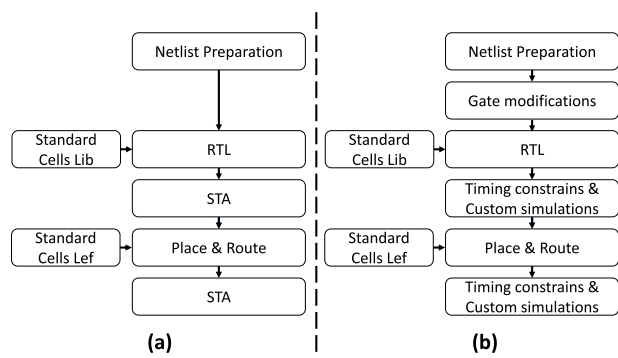 Netlist Preparation
Standard
Cells Lib
RTL
STA
Standard
Cells Lef
Place & Route
STA
(a)
Netlist Preparation
Gate modifications
Standard
Cells Lib
RTL
Timing constrains &
Custom simulations
Standard
Cells Lef
Place & Route
Timing constrains &
Custom simulations
(b)